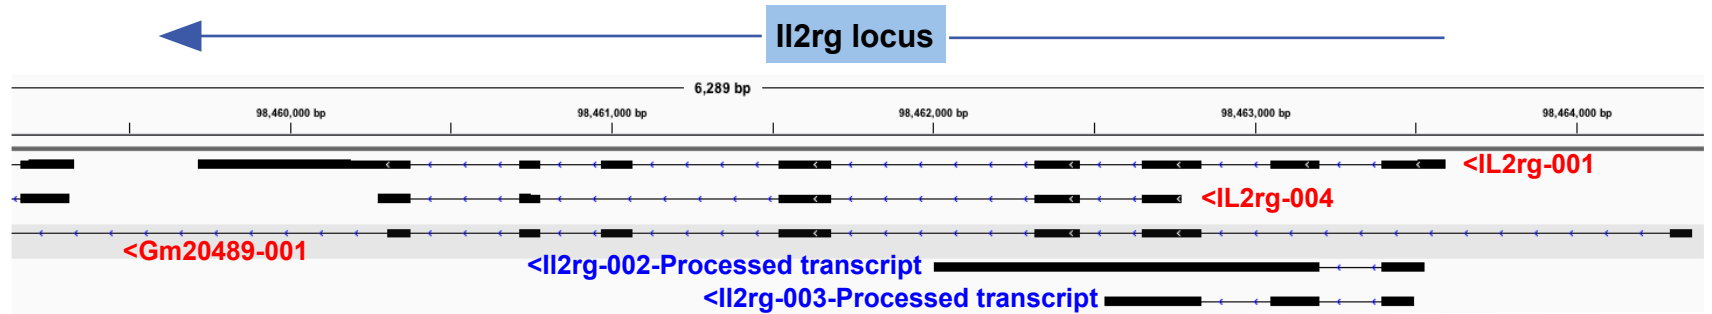 Il2rg locus
6,289 bp
98,460,000 bp 98,461,000 bp 98,462,000 bp 98,463,000 bp 98,464,000 bp
<IL2rg-001
<IL2rg-004
<Gm20489-001
<Il2rg-002-Processed transcript
<Il2rg-003-Processed transcript